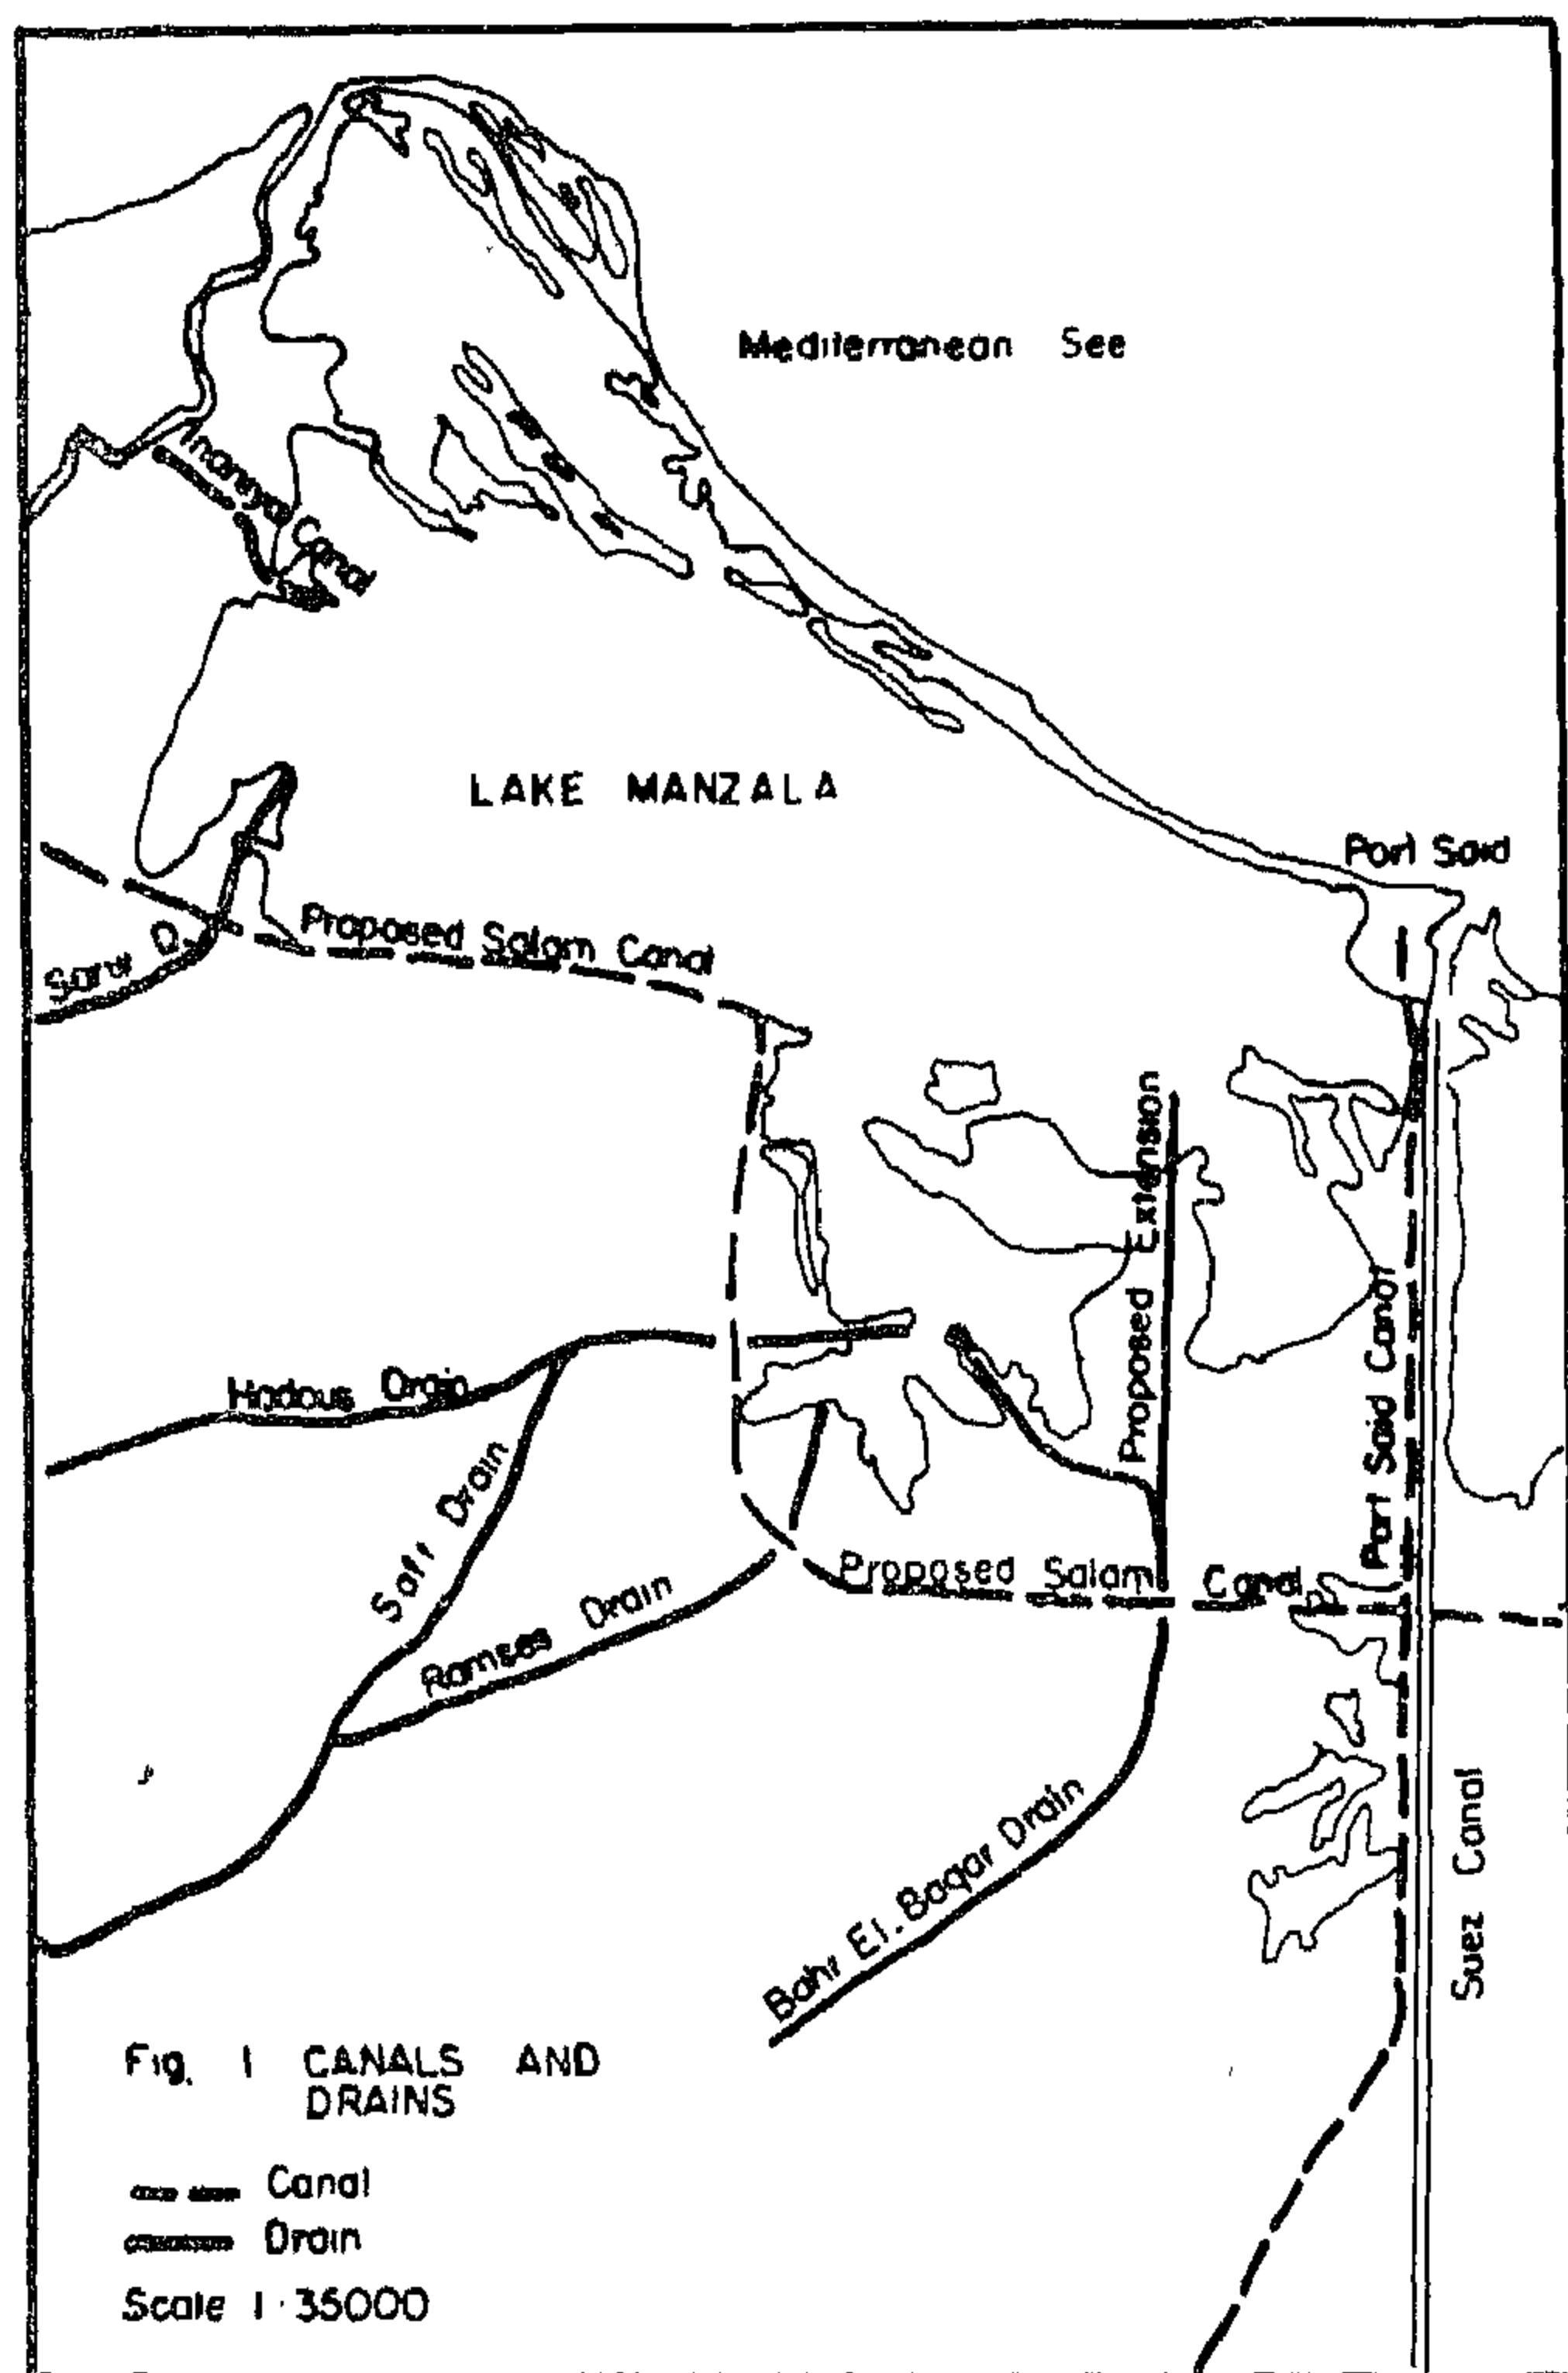 Mediterranean See
Canal
LAKE MANZALA
Port Said
Proposed Salam Canal
Proposed Extension
Port Said Canal
Hadous Drain
Saft Drain
Proposed Salam Canal
Ramses Drain
Bahr El. Baqar Drain
Suez Canal
Fig. 1 CANALS AND
DRAINS
Canal
Drain
Scale 1:35000